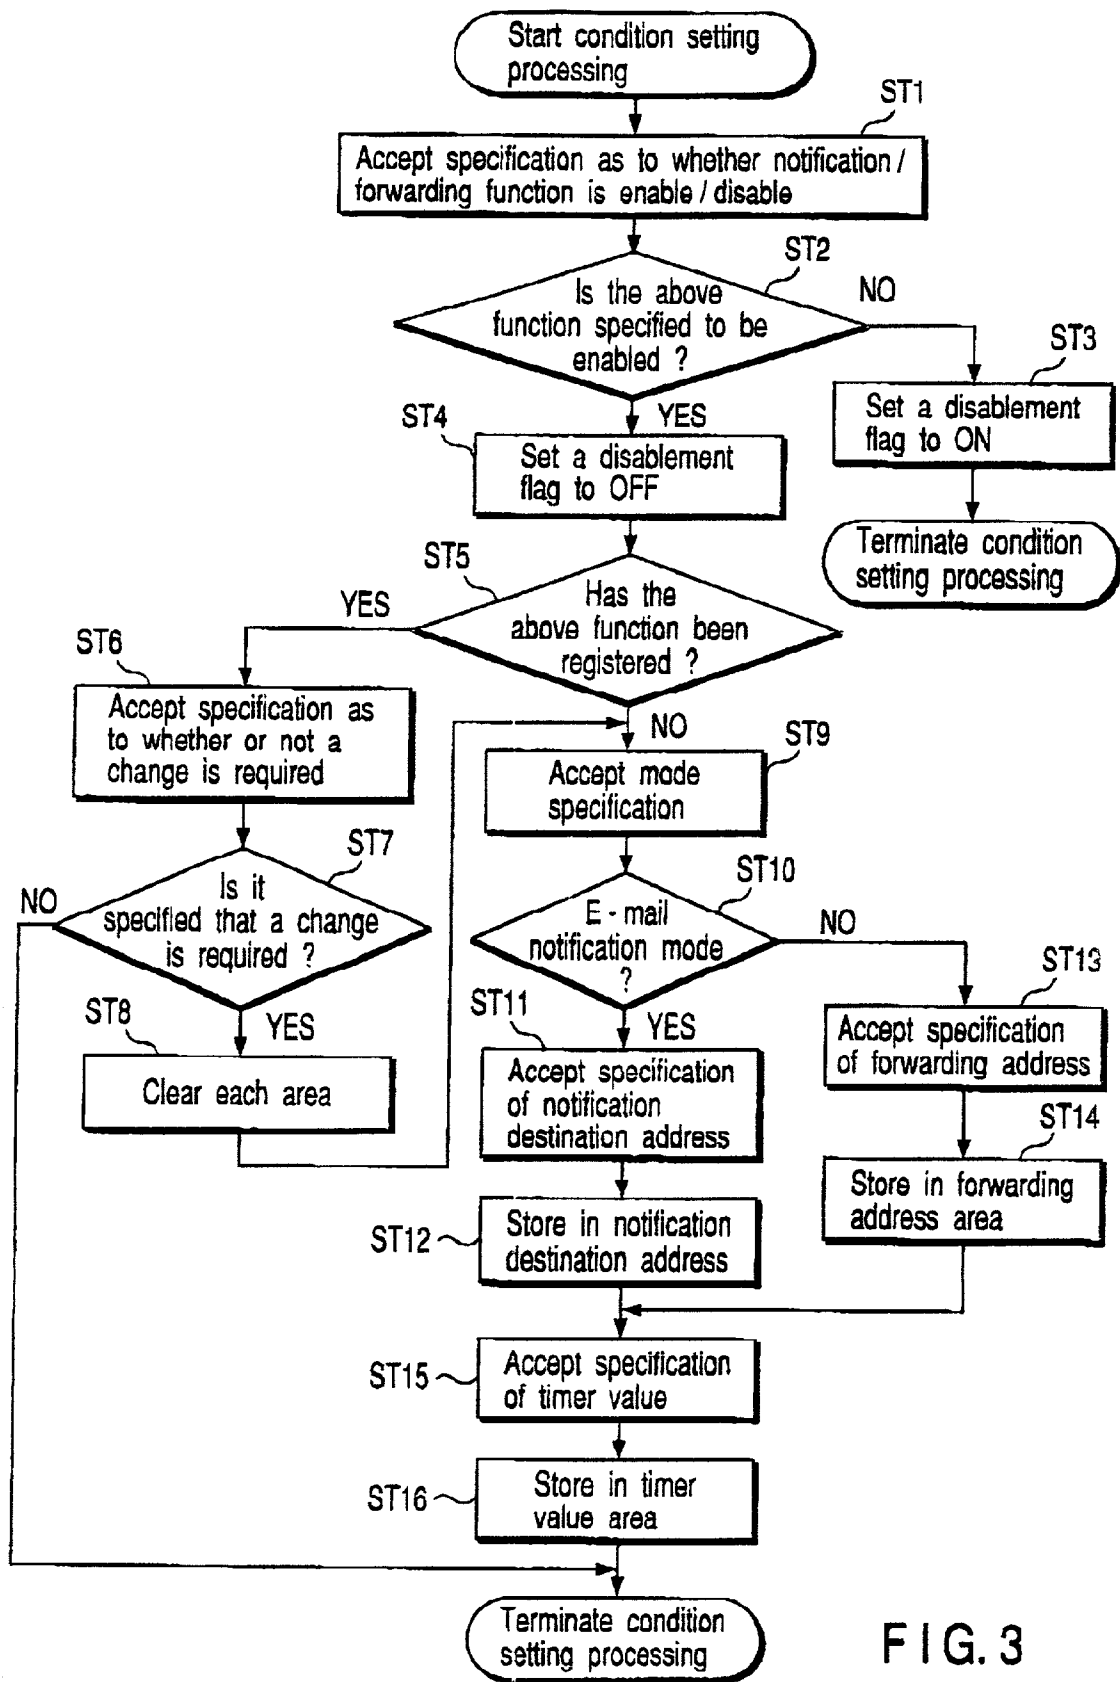 Start condition setting
processing
ST1
Accept specification as to whether notification /
forwarding function is enable / disable
ST2
Is the above
function specified to be
enabled ?
NO
ST3
Set a disablement
flag to ON
Terminate condition
setting processing
YES
ST4
Set a disablement
flag to OFF
ST5
Has the
above function been
registered ?
YES
ST6
Accept specification as
to whether or not a
change is required
NO
ST7
Is it
specified that a change
is required ?
NO
YES
ST8
Clear each area
ST9
Accept mode
specification
ST10
E - mail
notification mode
?
NO
YES
ST11
Accept specification
of notification
destination address
ST12
Store in notification
destination address
ST13
Accept specification
of forwarding address
ST14
Store in forwarding
address area
ST15
Accept specification
of timer value
ST16
Store in timer
value area
Terminate condition
setting processing
FIG. 3